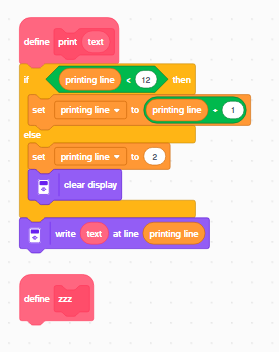 define print text
if printing line < 12 then
set printing line to printing line + 1
else
set printing line to 2
clear display
write text at line printing line
define zzz